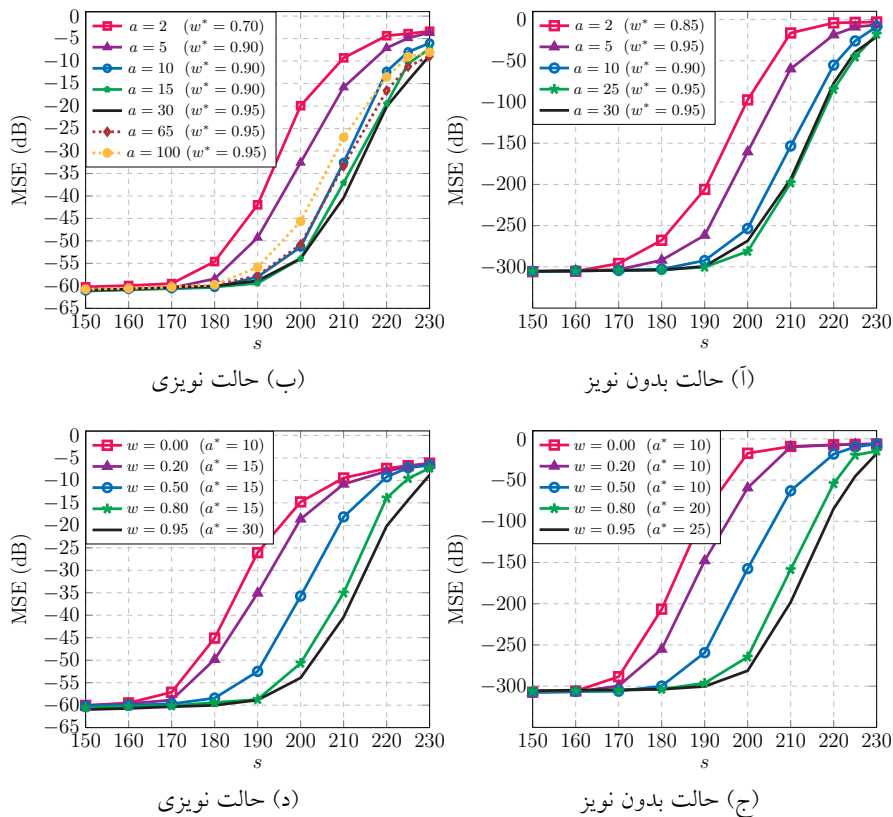 a = 2 (w* = 0.70)
a = 5 (w* = 0.90)
a = 10 (w* = 0.90)
a = 15 (w* = 0.90)
a = 30 (w* = 0.95)
a = 65 (w* = 0.95)
a = 100 (w* = 0.95)
MSE (dB)
0
−5
−10
−15
−20
−25
−30
−35
−40
−45
−50
−55
−60
−65
150 160 170 180 190 200 210 220 230
s
(ب) حالت نویزی
a = 2 (w* = 0.85)
a = 5 (w* = 0.95)
a = 10 (w* = 0.90)
a = 25 (w* = 0.95)
a = 30 (w* = 0.95)
MSE (dB)
0
−50
−100
−150
−200
−250
−300
150 160 170 180 190 200 210 220 230
s
(آ) حالت بدون نویز
w = 0.00 (a* = 10)
w = 0.20 (a* = 15)
w = 0.50 (a* = 15)
w = 0.80 (a* = 15)
w = 0.95 (a* = 30)
MSE (dB)
0
−5
−10
−15
−20
−25
−30
−35
−40
−45
−50
−55
−60
−65
150 160 170 180 190 200 210 220 230
s
(د) حالت نویزی
w = 0.00 (a* = 10)
w = 0.20 (a* = 10)
w = 0.50 (a* = 10)
w = 0.80 (a* = 20)
w = 0.95 (a* = 25)
MSE (dB)
0
−50
−100
−150
−200
−250
−300
150 160 170 180 190 200 210 220 230
s
(ج) حالت بدون نویز